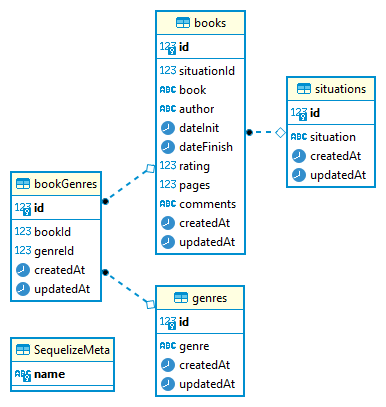 books
123 id
123 situationId
ABC book
ABC author
dateInit
dateFinish
123 rating
123 pages
ABC comments
createdAt
updatedAt
situations
123 id
ABC situation
createdAt
updatedAt
bookGenres
123 id
123 bookId
123 genreId
createdAt
updatedAt
genres
123 id
ABC genre
createdAt
updatedAt
SequelizeMeta
ABC name